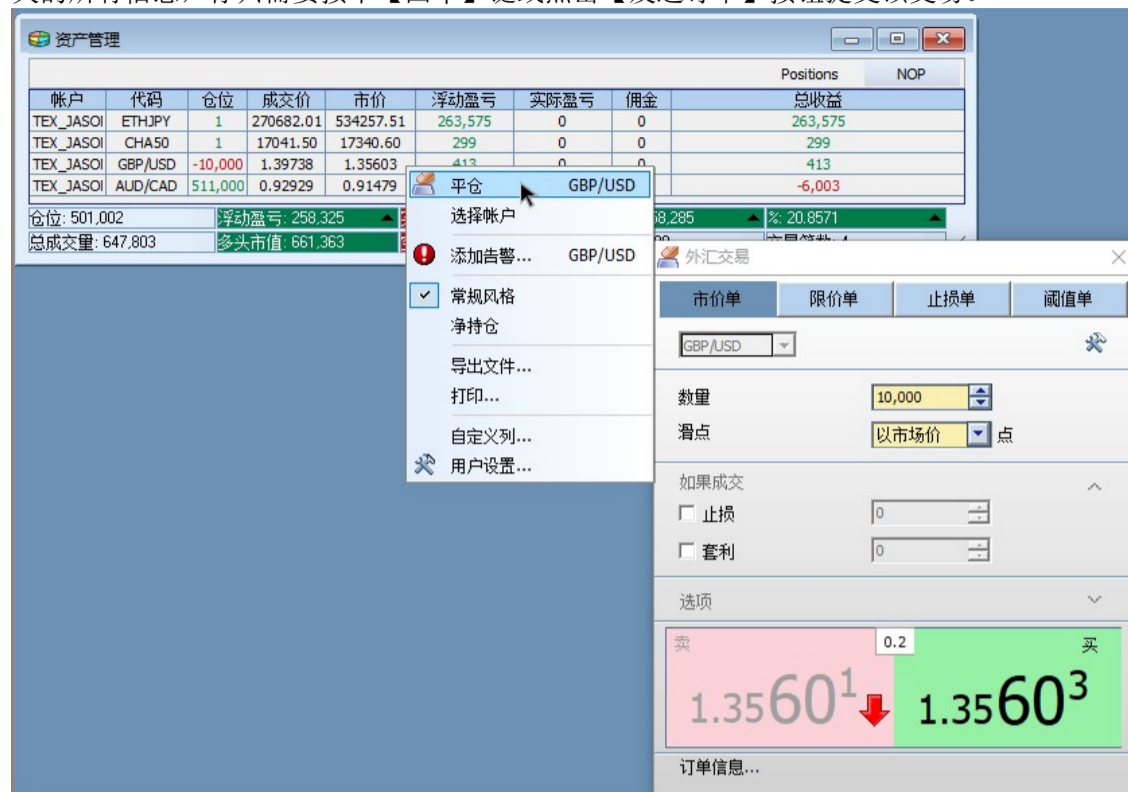 资产管理
Positions NOP
帐户 代码 仓位 成交价 市价 浮动盈亏 实际盈亏 佣金 总收益
TEX_JASOI ETHJPY 1 270682.01 534257.51 263,575 0 0 263,575
TEX_JASOI CHA50 1 17041.50 17340.60 299 0 0 299
TEX_JASOI GBP/USD -10,000 1.39738 1.35603 413 0 0 413
TEX_JASOI AUD/CAD 511,000 0.92929 0.91479 -6,003
仓位: 501,002 浮动盈亏: 258,325 58,285 %: 20.8571
总成交量: 647,803 多头市值: 661,363
平仓 GBP/USD
选择帐户
添加告警... GBP/USD
常规风格
净持仓
导出文件...
打印...
自定义列...
用户设置...
外汇交易
市价单 限价单 止损单 阈值单
GBP/USD
数量 10,000
滑点 以市场价 点
如果成交
止损 0
套利 0
选项
卖 0.2 买
1.35601 1.35603
订单信息...